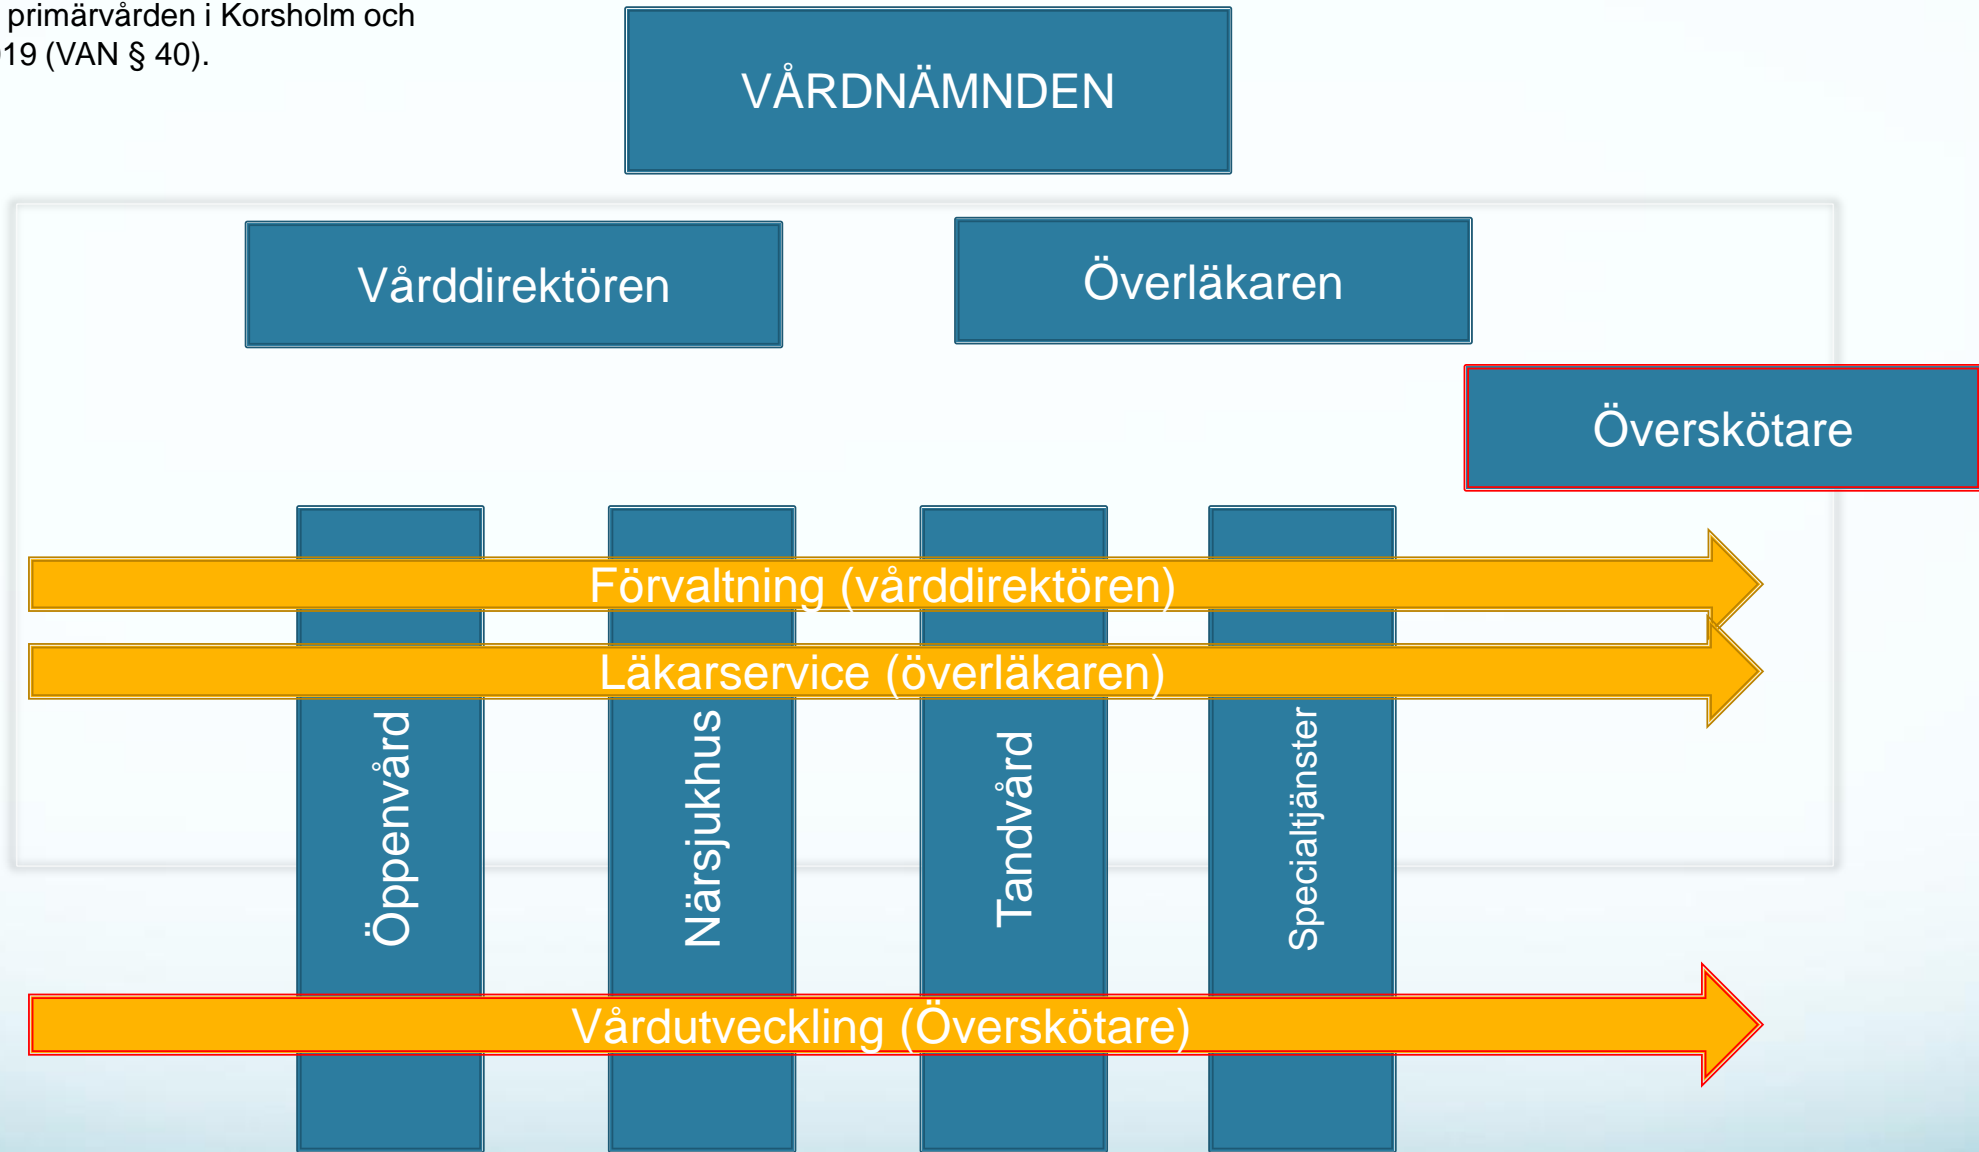 primärvården i Korsholm och
019 (VAN § 40).
VÅRDNÄMNDEN
Vårddirektören
Överläkaren
Överskötare
Förvaltning (vårddirektören)
Läkarservice (överläkaren)
Öppenvård
Närsjukhus
Tandvård
Specialtjänster
Vårdutveckling (Överskötare)